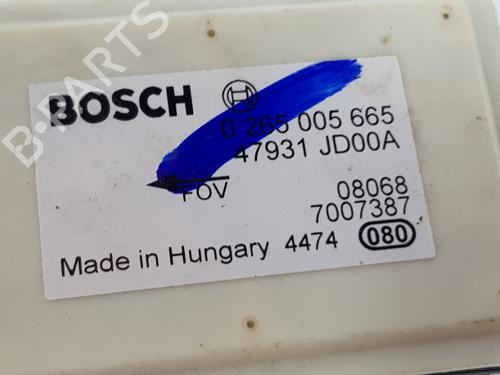 BOSCH
0 265 005 665
47931 JD00A
FOV
08068
7007387
Made in Hungary 4474 080
B-PARTS